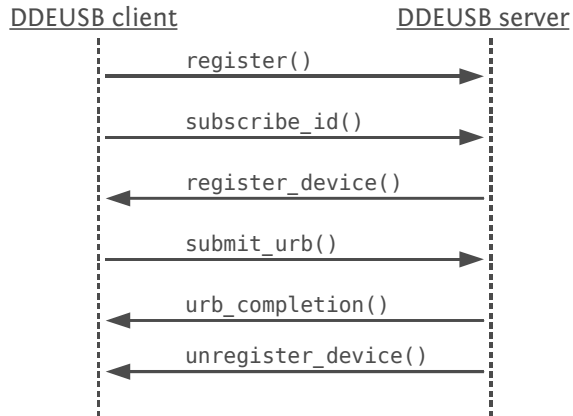 DDEUSB client
DDEUSB server
register()
subscribe_id()
register_device()
submit_urb()
urb_completion()
unregister_device()